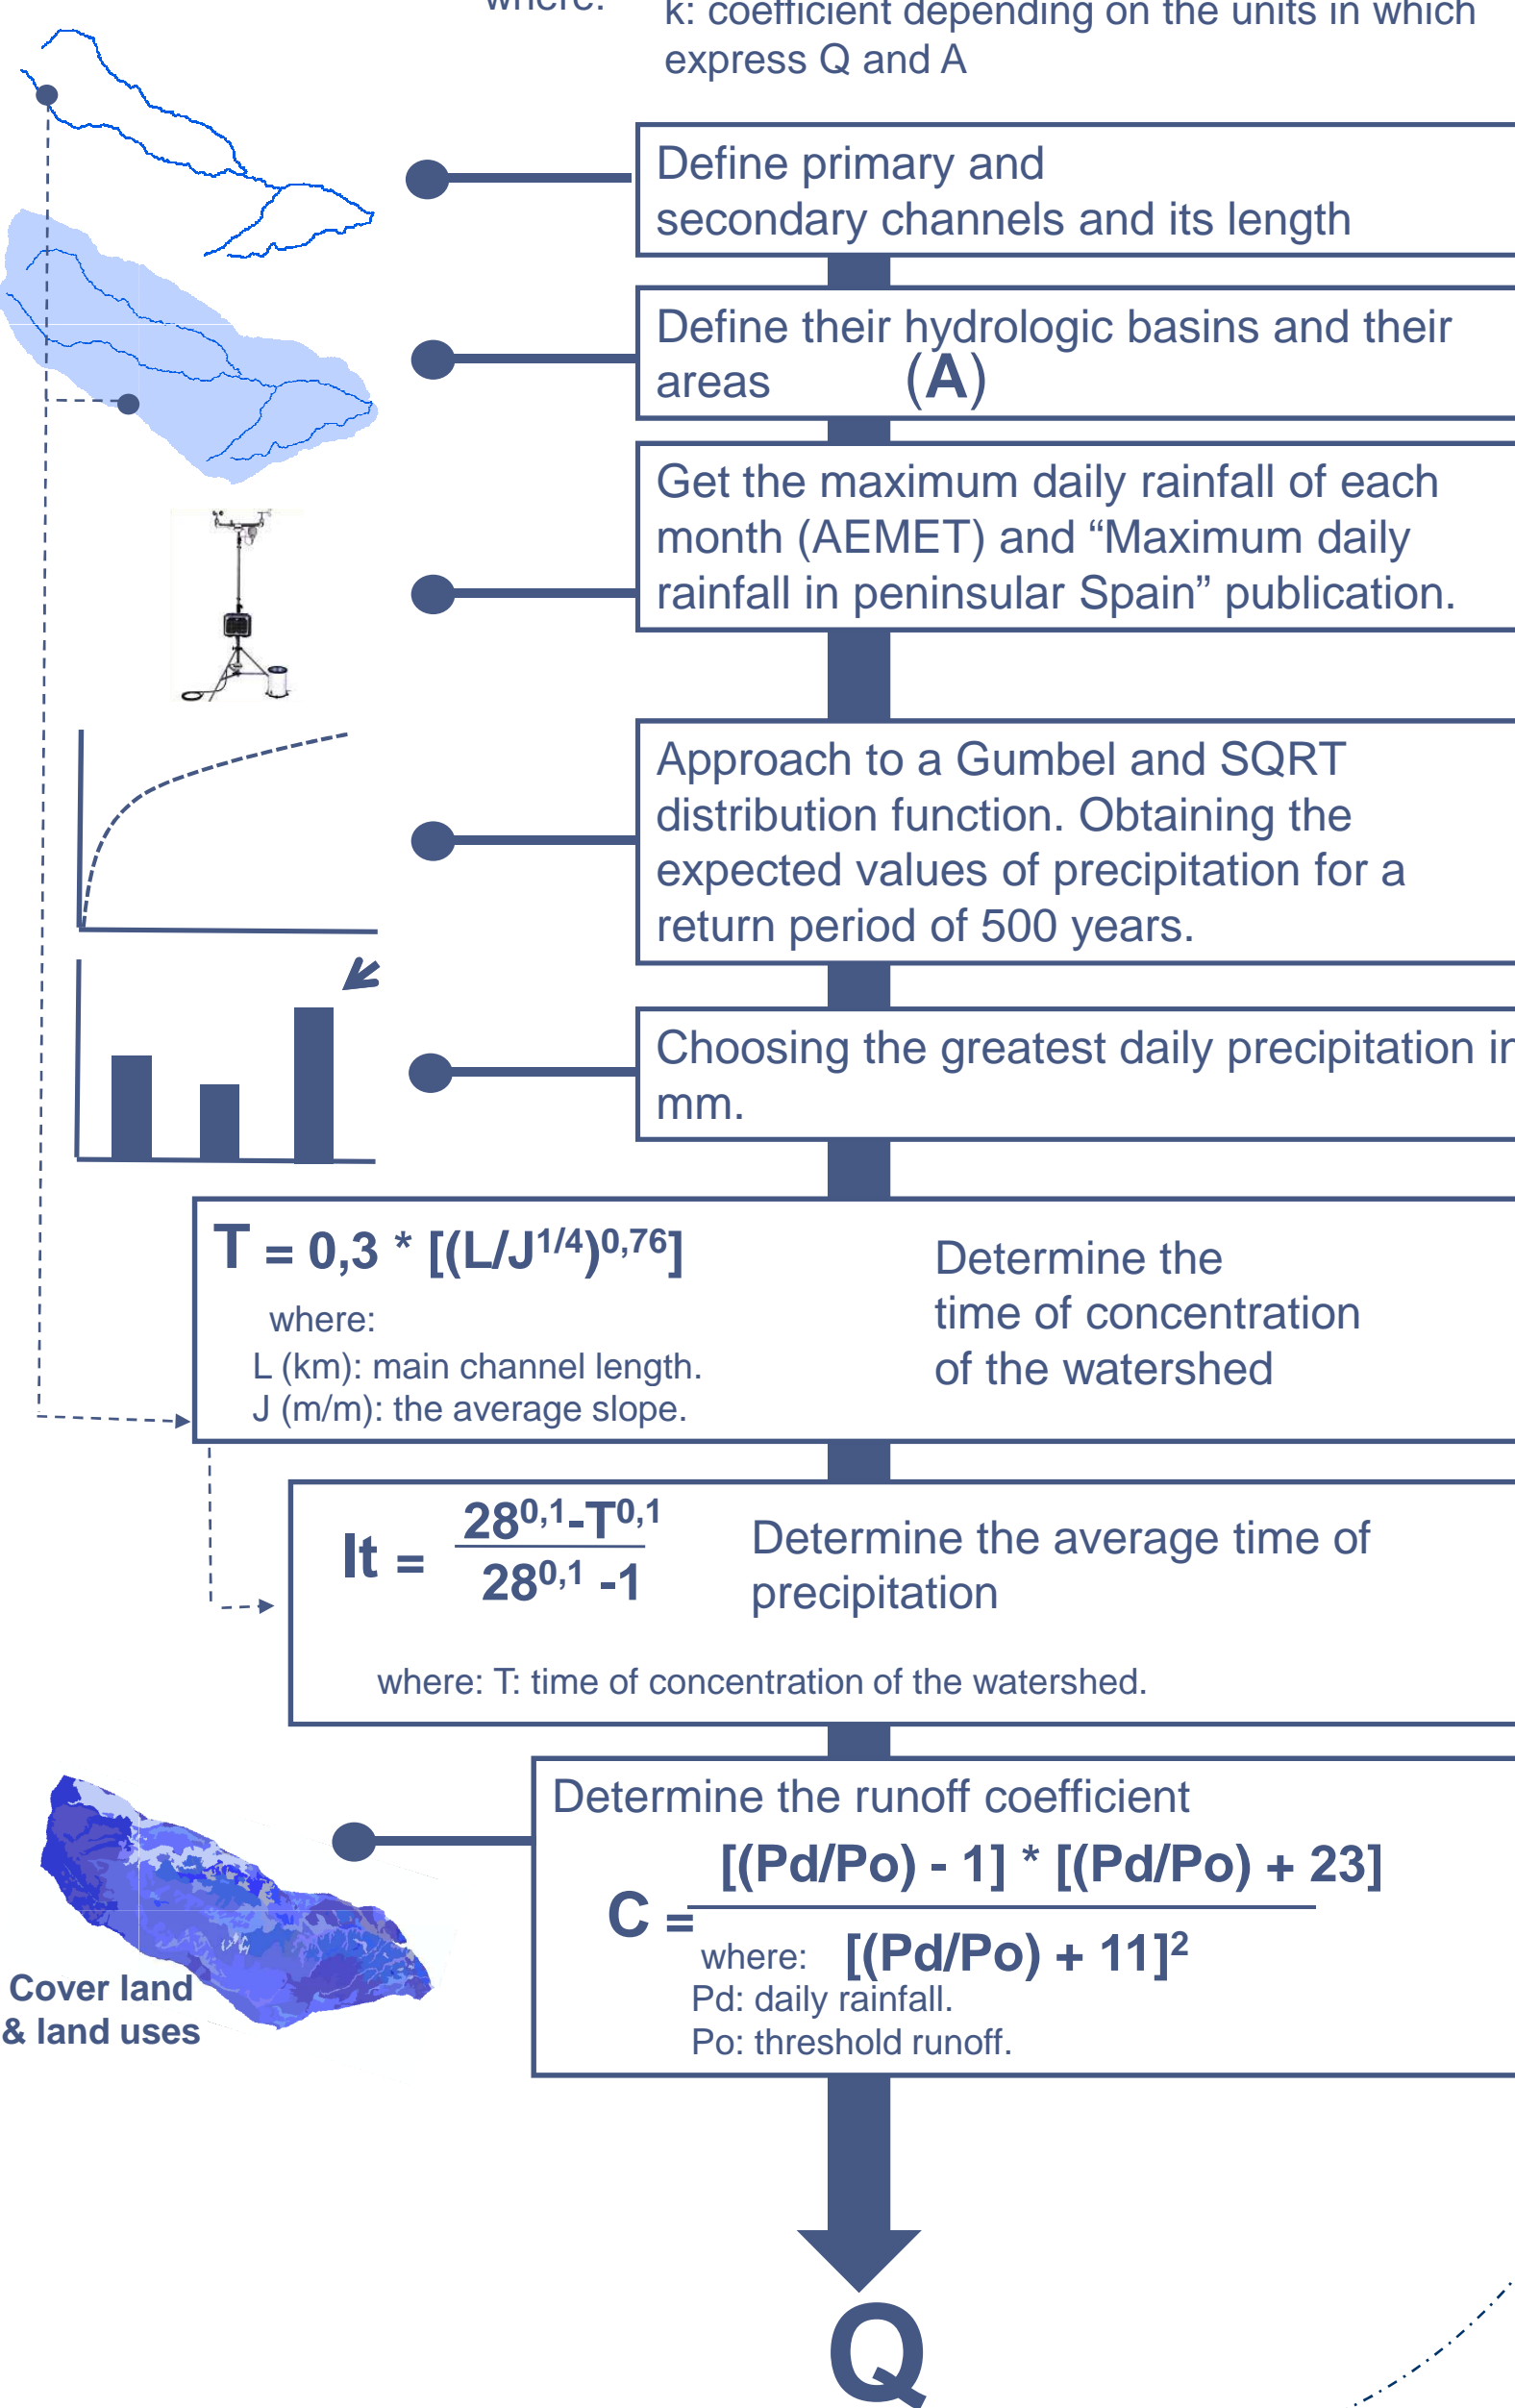 where:
k: coefficient depending on the units in which
express Q and A
Define primary and
secondary channels and its length
Define their hydrologic basins and their
areas (A)
Get the maximum daily rainfall of each
month (AEMET) and “Maximum daily
rainfall in peninsular Spain” publication.
Approach to a Gumbel and SQRT
distribution function. Obtaining the
expected values of precipitation for a
return period of 500 years.
Choosing the greatest daily precipitation in
mm.
T = 0,3 * [(L/J^1/4)^0,76]
where:
L (km): main channel length.
J (m/m): the average slope.
Determine the
time of concentration
of the watershed
It = 
28^0,1-T^0,1
28^0,1 -1
Determine the average time of
precipitation
where: T: time of concentration of the watershed.
Determine the runoff coefficient
[(Pd/Po) - 1] * [(Pd/Po) + 23]
C =
where: [(Pd/Po) + 11]^2
Pd: daily rainfall.
Po: threshold runoff.
Cover land
& land uses
Q